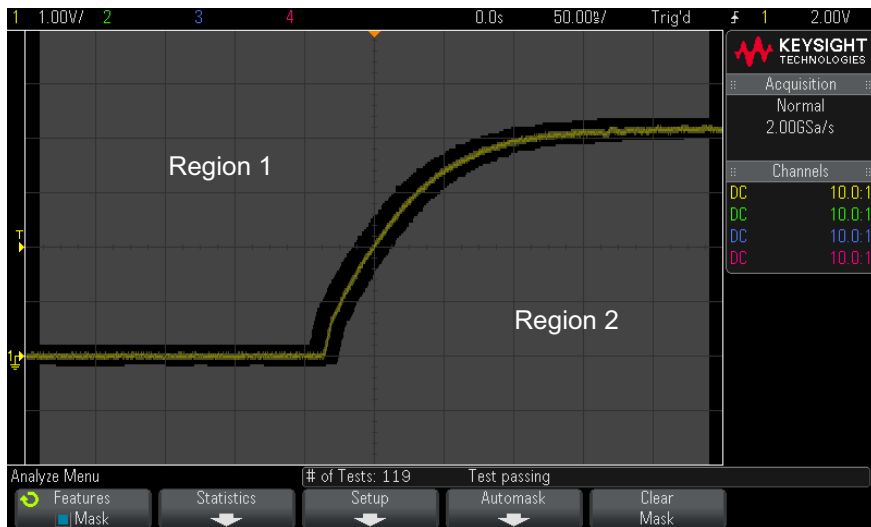 1 1.00V/ 2 3 4 0.0s 50.00ns/ Trig'd 1 2.00V
KEYSIGHT
TECHNOLOGIES
Acquisition
Normal
2.00GSa/s
Channels
DC 10.0:1
DC 10.0:1
DC 10.0:1
DC 10.0:1
Region 1
T
Region 2
1
Analyze Menu
# of Tests: 119 Test passing
Features
Mask
Statistics
Setup
Automask
Clear
Mask